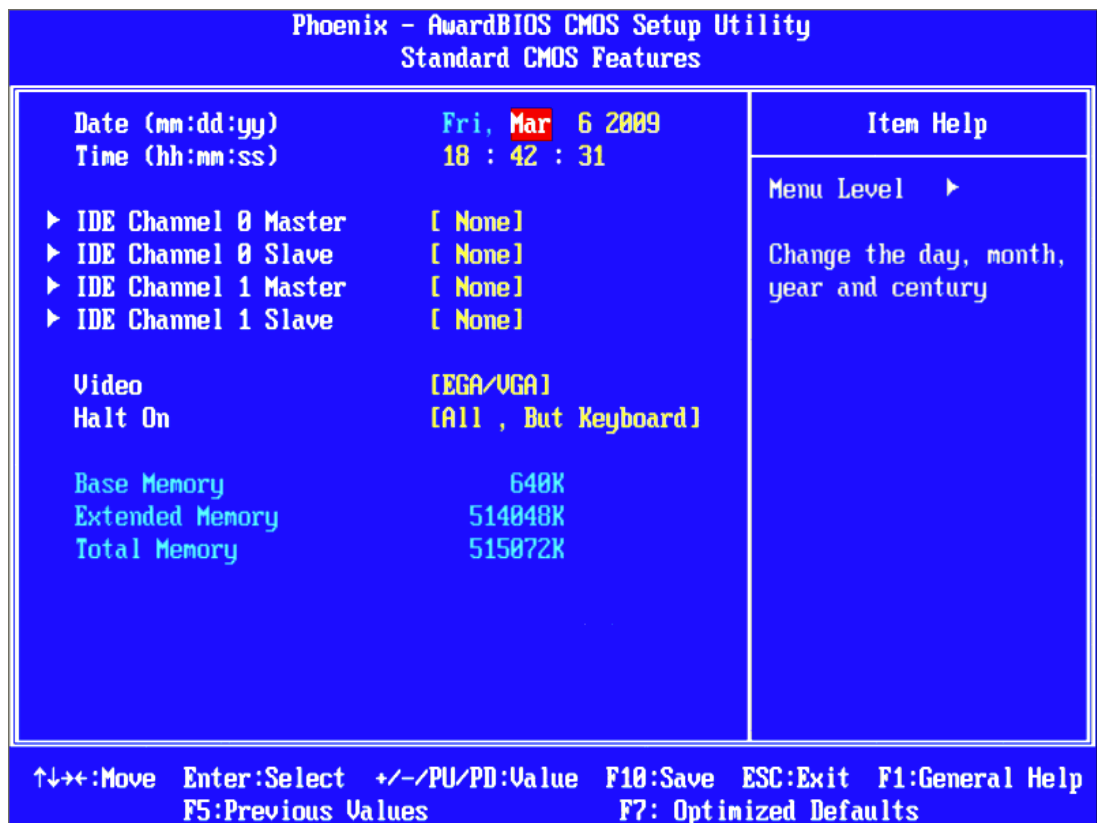 Phoenix - AwardBIOS CMOS Setup Utility
Standard CMOS Features
Date (mm:dd:yy) Fri, Mar 6 2009
Time (hh:mm:ss) 18 : 42 : 31
▶ IDE Channel 0 Master [ None]
▶ IDE Channel 0 Slave [ None]
▶ IDE Channel 1 Master [ None]
▶ IDE Channel 1 Slave [ None]
Video [EGA/VGA]
Halt On [All , But Keyboard]
Base Memory 640K
Extended Memory 514048K
Total Memory 515072K
Item Help
Menu Level ▶
Change the day, month,
year and century
↑↓→←:Move Enter:Select +/-/PU/PD:Value F10:Save ESC:Exit F1:General Help
F5:Previous Values F7: Optimized Defaults